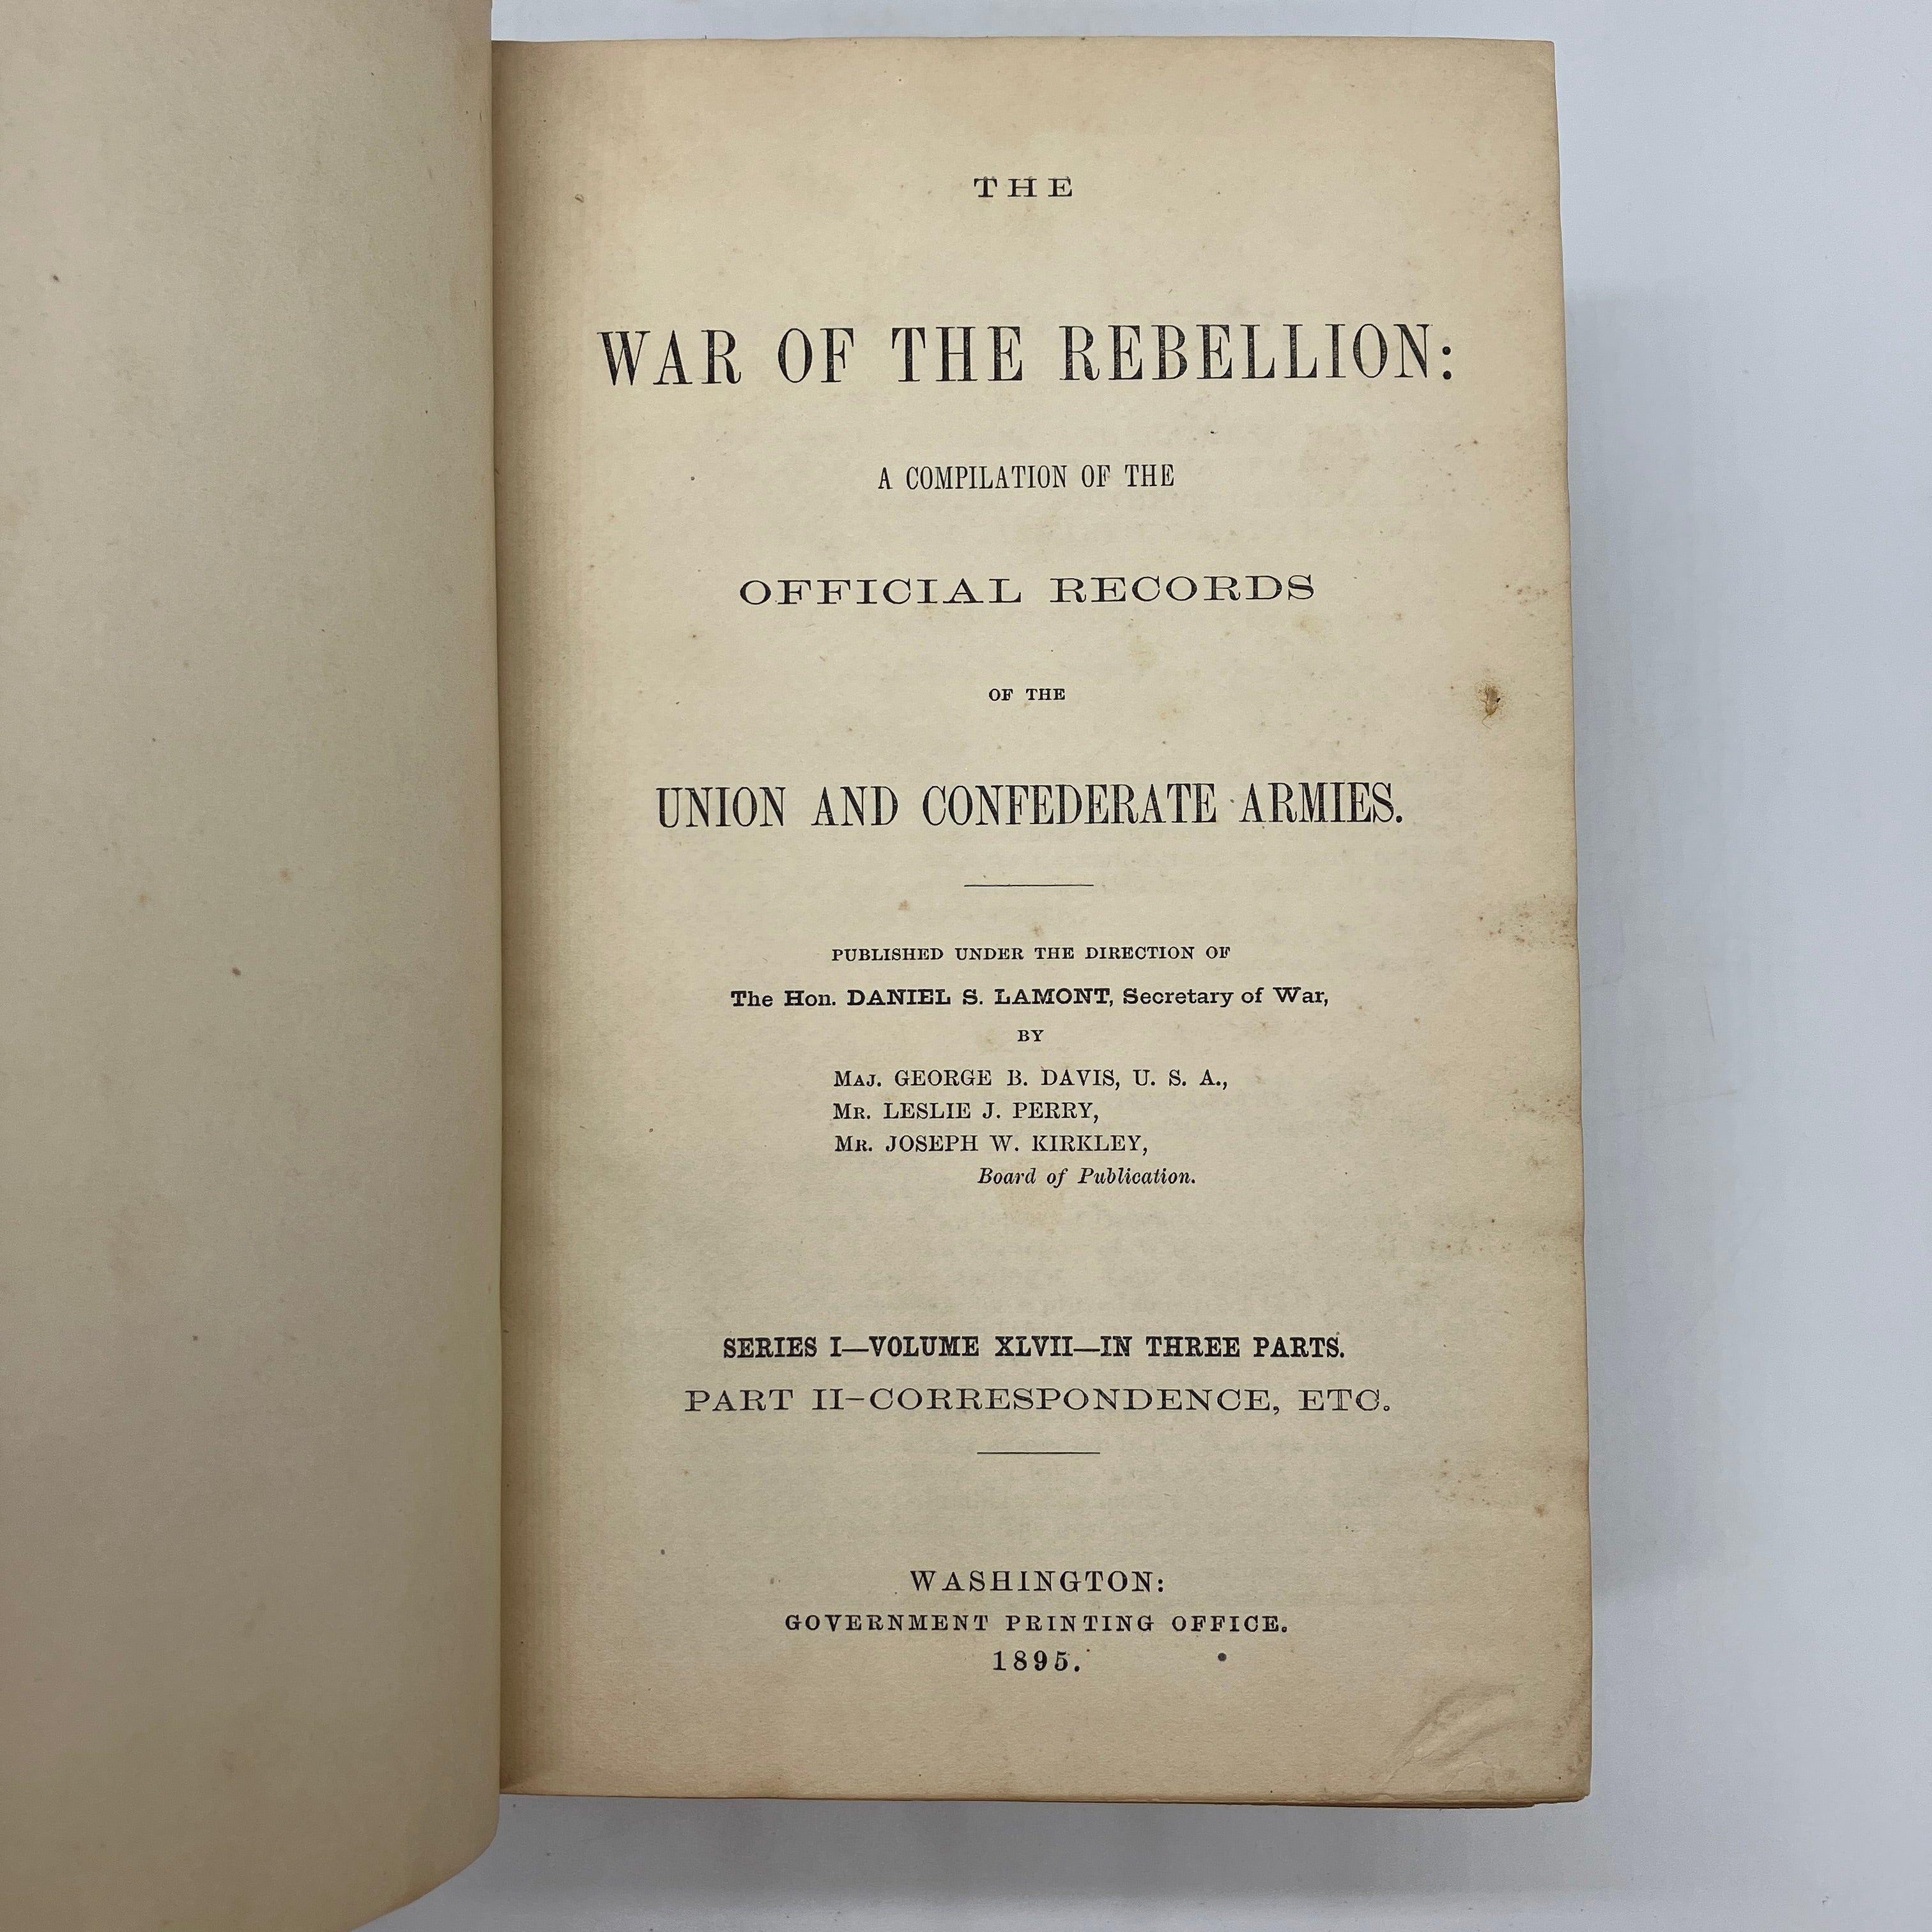 THE
WAR OF THE REBELLION:
A COMPILATION OF THE
OFFICIAL RECORDS
OF THE
UNION AND CONFEDERATE ARMIES.
PUBLISHED UNDER THE DIRECTION OF
The Hon. DANIEL S. LAMONT, Secretary of War,
BY
MAJ. GEORGE B. DAVIS, U. S. A.,
MR. LESLIE J. PERRY,
MR. JOSEPH W. KIRKLEY,
Board of Publication.
SERIES I—VOLUME XLVII—IN THREE PARTS.
PART II–CORRESPONDENCE, ETC.
WASHINGTON:
GOVERNMENT PRINTING OFFICE.
1895.